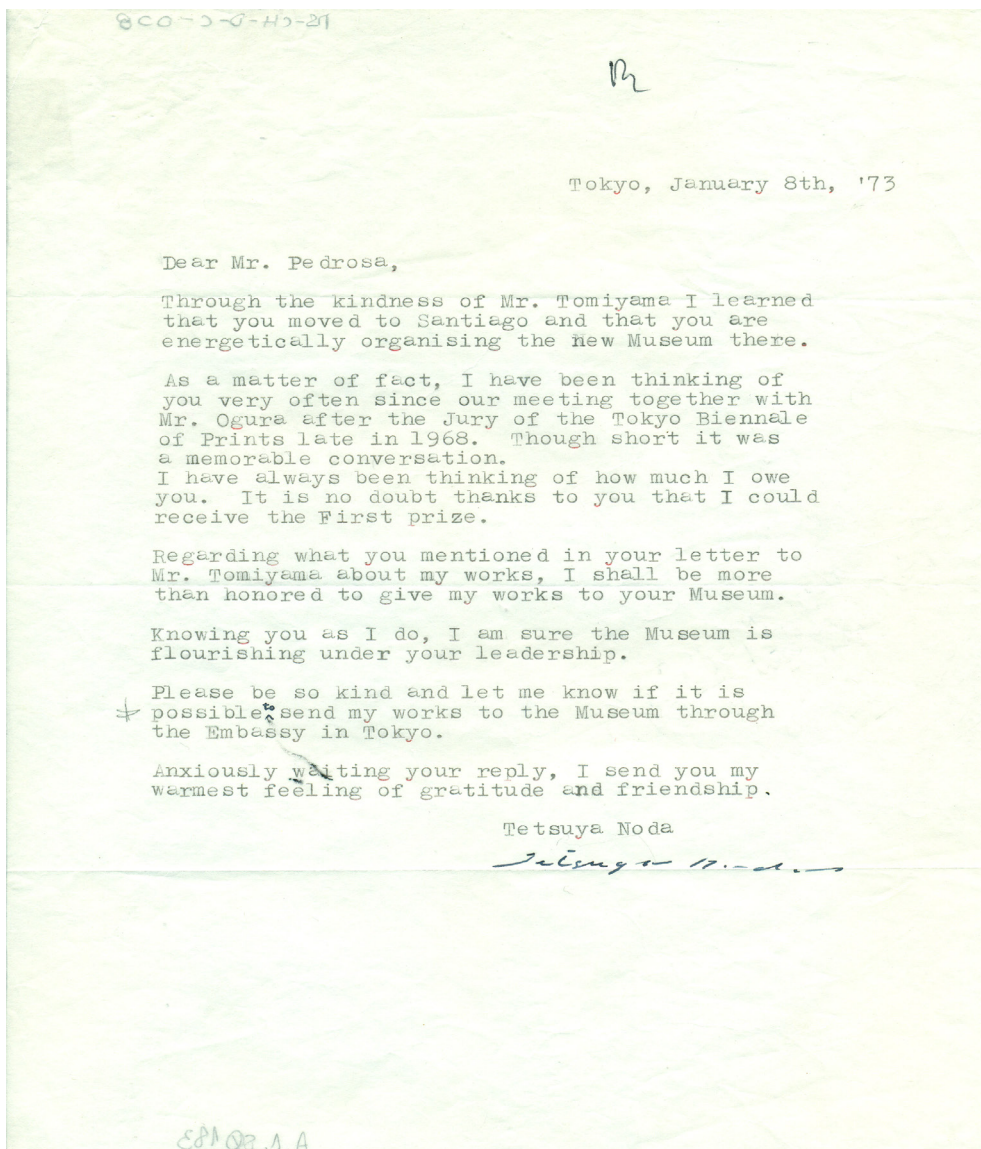 Tokyo, January 8th, '73
Dear Mr. Pedrosa,
Through the kindness of Mr. Tomiyama I learned
that you moved to Santiago and that you are
energetically organising the new Museum there.
As a matter of fact, I have been thinking of
you very often since our meeting together with
Mr. Ogura after the Jury of the Tokyo Biennale
of Prints late in 1968. Though short it was
a memorable conversation.
I have always been thinking of how much I owe
you. It is no doubt thanks to you that I could
receive the First prize.
Regarding what you mentioned in your letter to
Mr. Tomiyama about my works, I shall be more
than honored to give my works to your Museum.
Knowing you as I do, I am sure the Museum is
flourishing under your leadership.
Please be so kind and let me know if it is
possible to send my works to the Museum through
the Embassy in Tokyo.
Anxiously waiting your reply, I send you my
warmest feeling of gratitude and friendship.
Tetsuya Noda
Tetsuya Noda